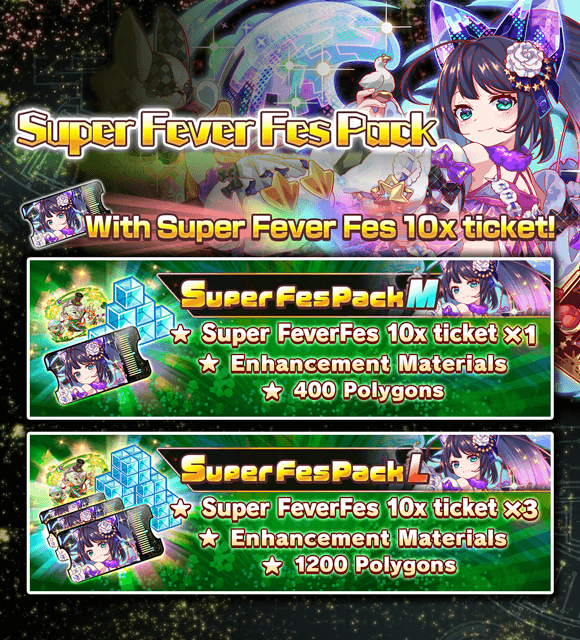 Super Fever Fes Pack
With Super Fever Fes 10x ticket!
Super Fes Pack M
★ Super FeverFes 10x ticket ×1
★ Enhancement Materials
★ 400 Polygons
Super Fes Pack L
★ Super FeverFes 10x ticket ×3
★ Enhancement Materials
★ 1200 Polygons